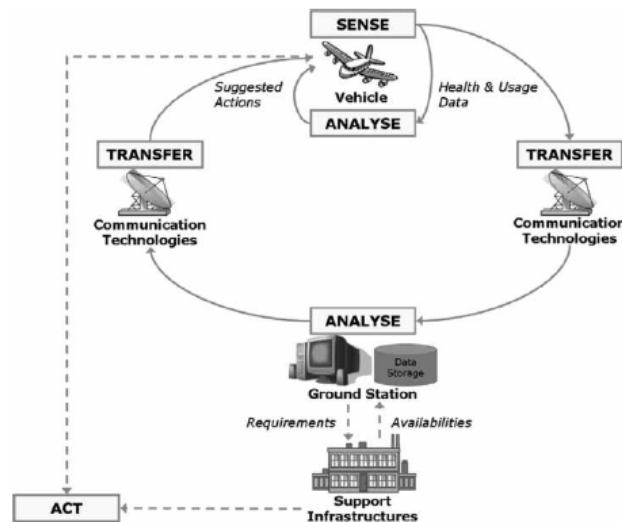 SENSE
Suggested
Actions
Vehicle
Health & Usage
Data
ANALYSE
TRANSFER
TRANSFER
Communication
Technologies
Communication
Technologies
ANALYSE
Data
Storage
Ground Station
Requirements
Availabilities
Support
Infrastructures
ACT